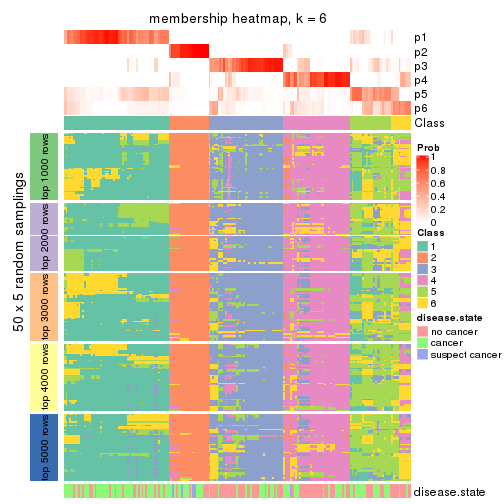 membership heatmap, k = 6
p1
p2
p3
p4
p5
p6
Class
50 x 5 random samplings
top 1000 rows
top 2000 rows
top 3000 rows
top 4000 rows
top 5000 rows
Prob
1
0.8
0.6
0.4
0.2
0
Class
1
2
3
4
5
6
disease.state
no cancer
cancer
suspect cancer
disease.state